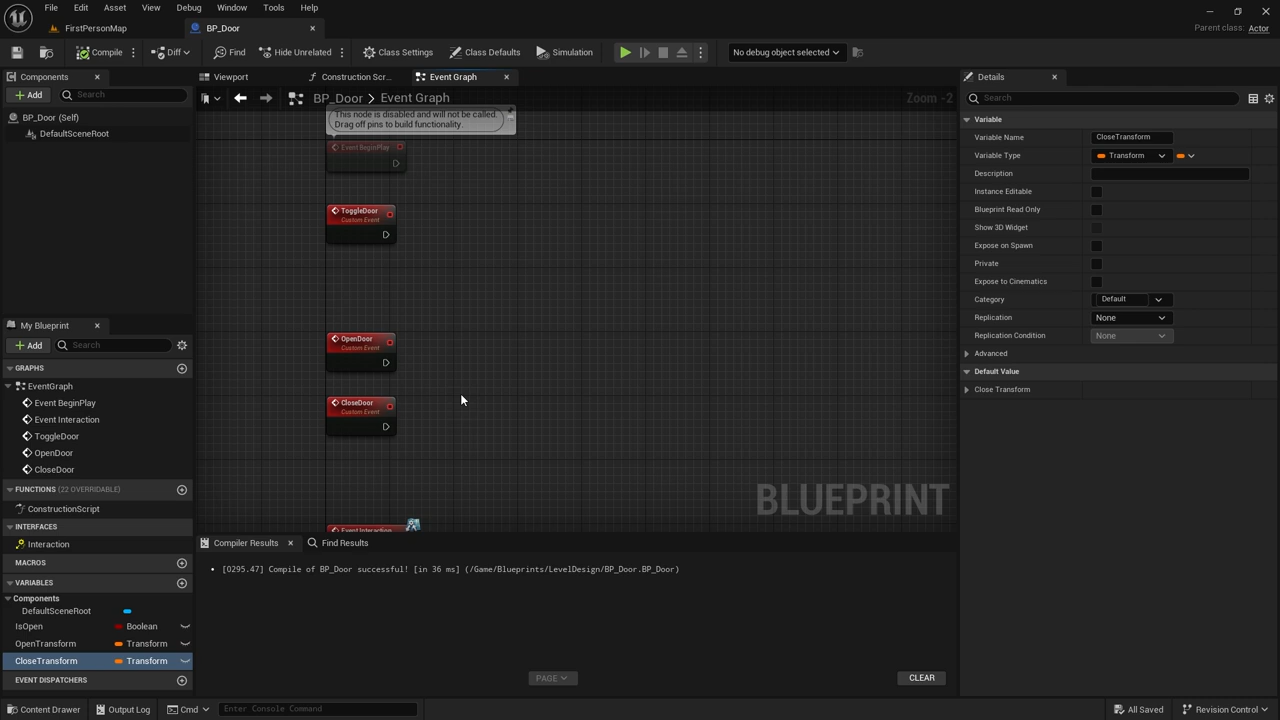 File Edit Asset View Debug Window Tools Help
FirstPersonMap
BP_Door
Parent class: Actor
Compile
Diff
Find
Hide Unrelated
Class Settings
Class Defaults
Simulation
No debug object selected
Components
Add
Search
BP_Door (Self)
DefaultSceneRoot
My Blueprint
Add
Search
GRAPHS
EventGraph
Event BeginPlay
Event Interaction
ToggleDoor
OpenDoor
CloseDoor
FUNCTIONS (22 OVERRIDABLE)
ConstructionScript
INTERFACES
Interaction
MACROS
VARIABLES
Components
DefaultSceneRoot
IsOpen Boolean
OpenTransform Transform
CloseTransform Transform
EVENT DISPATCHERS
Viewport
Construction Scr...
Event Graph
BP_Door > Event Graph
Zoom -2
This node is disabled and will not be called.
Drag off pins to build functionality.
Event BeginPlay
ToggleDoor
Custom Event
OpenDoor
Custom Event
CloseDoor
Custom Event
Event Interaction
BLUEPRINT
Compiler Results
Find Results
• [0295.47] Compile of BP_Door successful! [in 36 ms] (/Game/Blueprints/LevelDesign/BP_Door.BP_Door)
PAGE
CLEAR
Details
Search
Variable
Variable Name CloseTransform
Variable Type Transform
Description
Instance Editable
Blueprint Read Only
Show 3D Widget
Expose on Spawn
Private
Expose to Cinematics
Category Default
Replication None
Replication Condition None
Advanced
Default Value
Close Transform
Content Drawer
Output Log
Cmd
Enter Console Command
All Saved
Revision Control